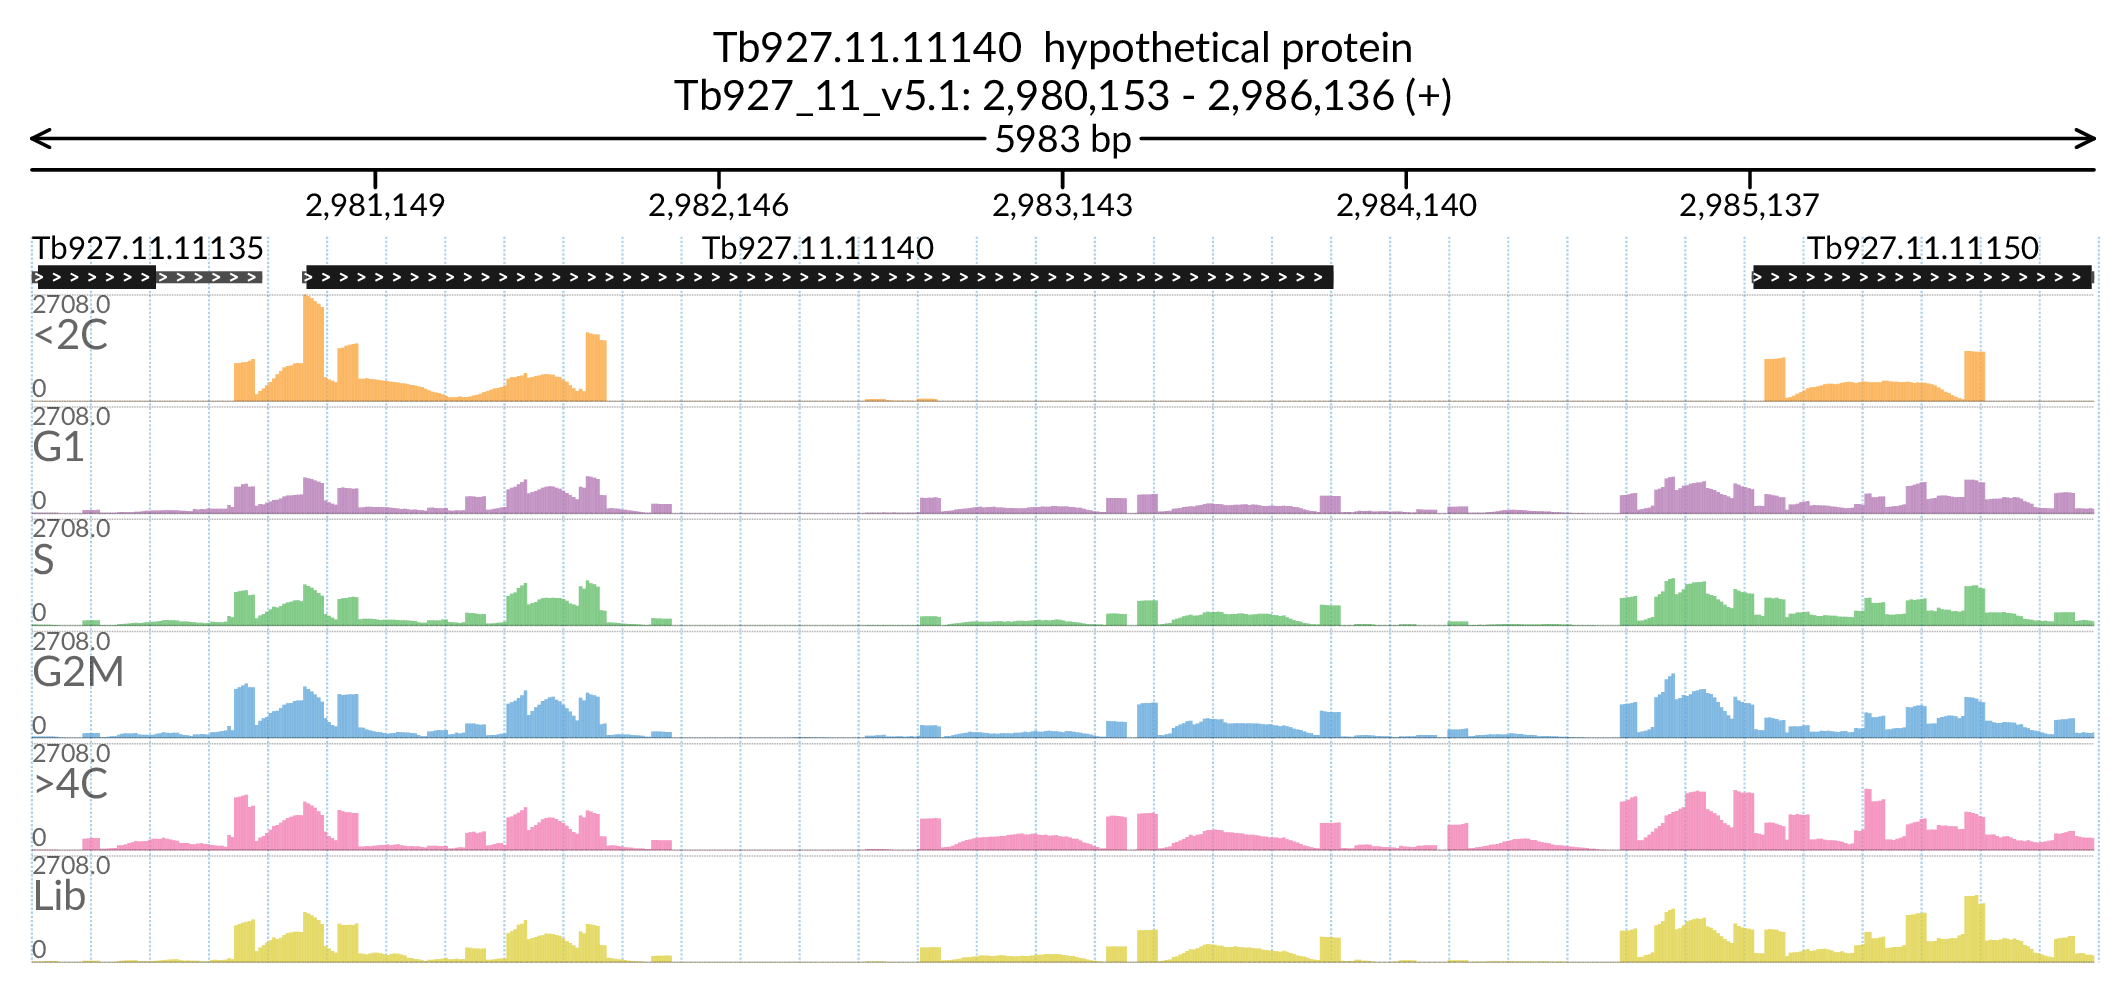 Tb927.11.11140  hypothetical protein
Tb927_11_v5.1: 2,980,153 - 2,986,136 (+)
5983 bp
2,981,149 2,982,146 2,983,143 2,984,140 2,985,137
Tb927.11.11135 Tb927.11.11140 Tb927.11.11150
2708.0
<2C
0
2708.0
G1
0
2708.0
S
0
2708.0
G2M
0
2708.0
>4C
0
2708.0
Lib
0